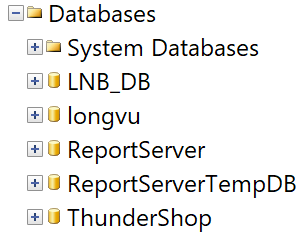 Databases
System Databases
LNB_DB
longvu
ReportServer
ReportServerTempDB
ThunderShop